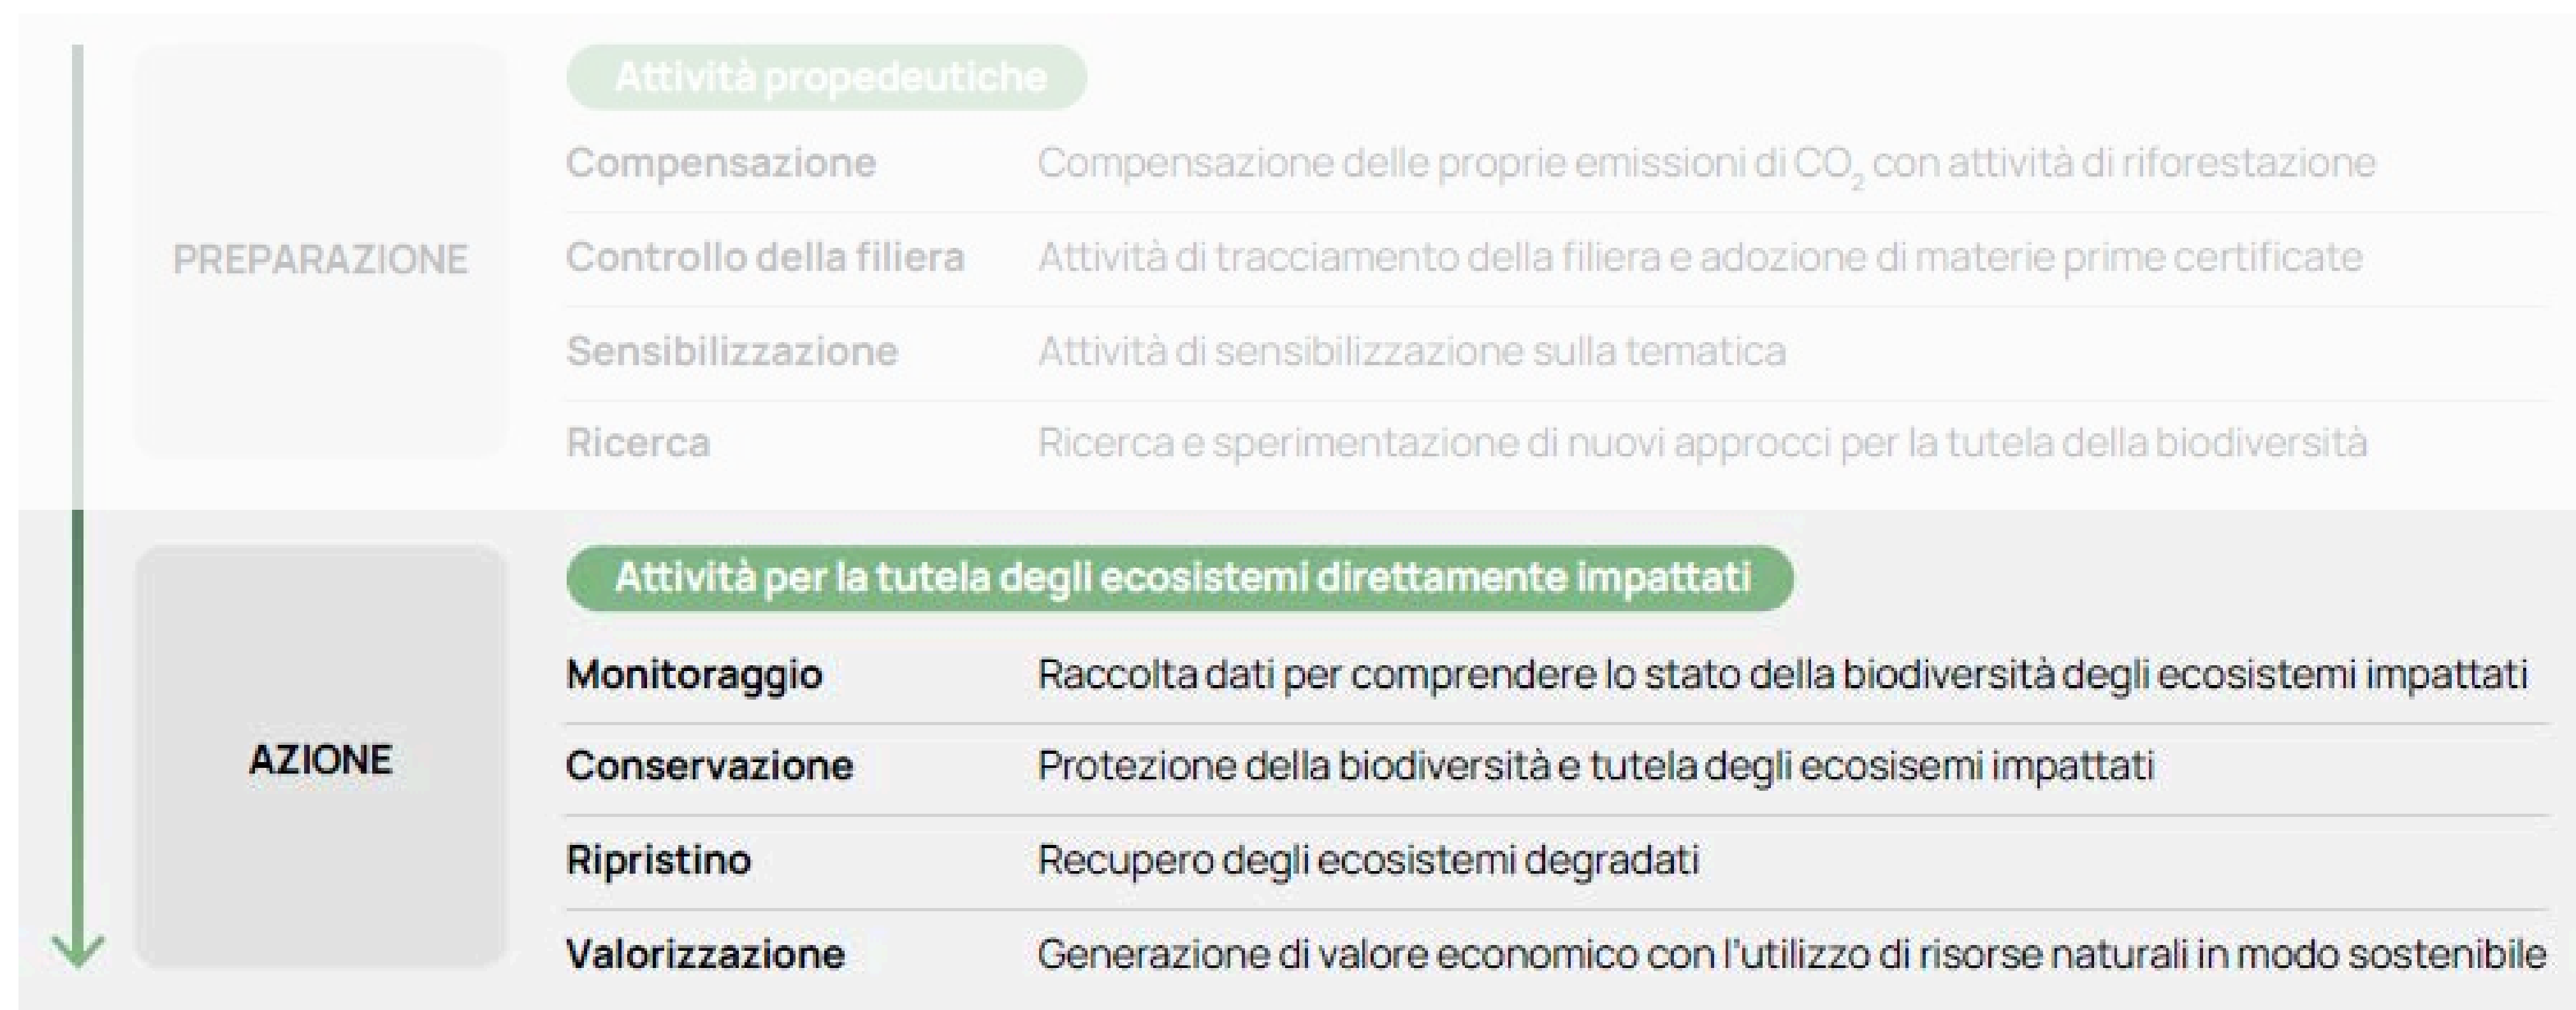 Attività propedeutiche
Compensazione Compensazione delle proprie emissioni di CO₂ con attività di riforestazione
PREPARAZIONE
Controllo della filiera Attività di tracciamento della filiera e adozione di materie prime certificate
Sensibilizzazione Attività di sensibilizzazione sulla tematica
Ricerca Ricerca e sperimentazione di nuovi approcci per la tutela della biodiversità
Attività per la tutela degli ecosistemi direttamente impattati
Monitoraggio Raccolta dati per comprendere lo stato della biodiversità degli ecosistemi impattati
AZIONE
Conservazione Protezione della biodiversità e tutela degli ecosisemi impattati
Ripristino Recupero degli ecosistemi degradati
Valorizzazione Generazione di valore economico con l'utilizzo di risorse naturali in modo sostenibile